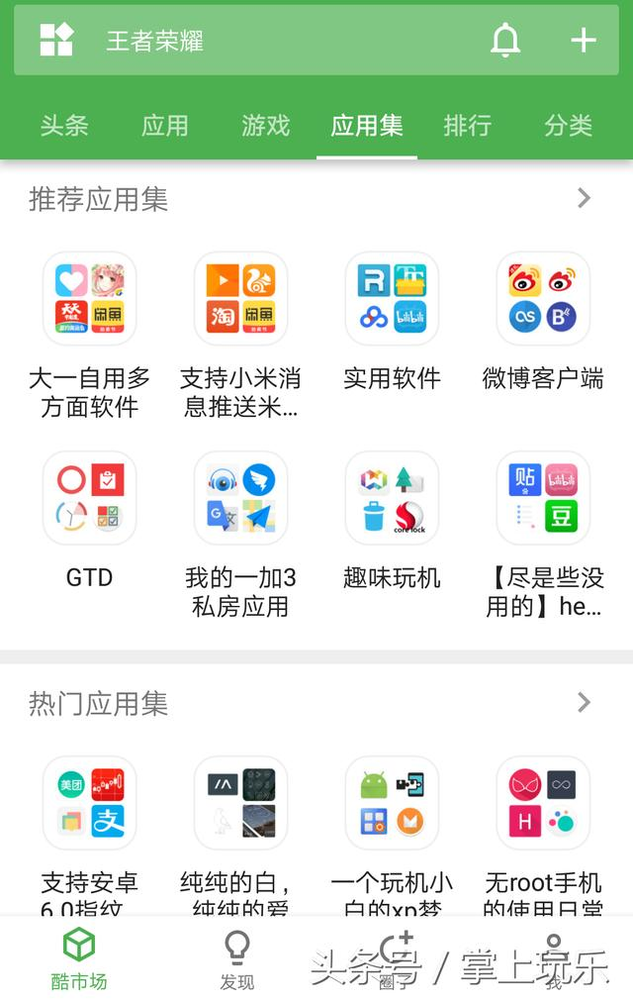 王者荣耀
头条 应用 游戏 应用集 排行 分类
推荐应用集
大一自用多 支持小米消 实用软件 微博客户端
方面软件 息推送米...
GTD 我的一加3 趣味玩机 【尽是些没
私房应用 用的】he...
热门应用集
美团
支持安卓 纯纯的白, 一个玩机小 无root手机
6.0指纹 纯纯的爱 白的xp梦 的使用日常
酷市场 发现 圈子 我
头条号 / 掌上玩乐